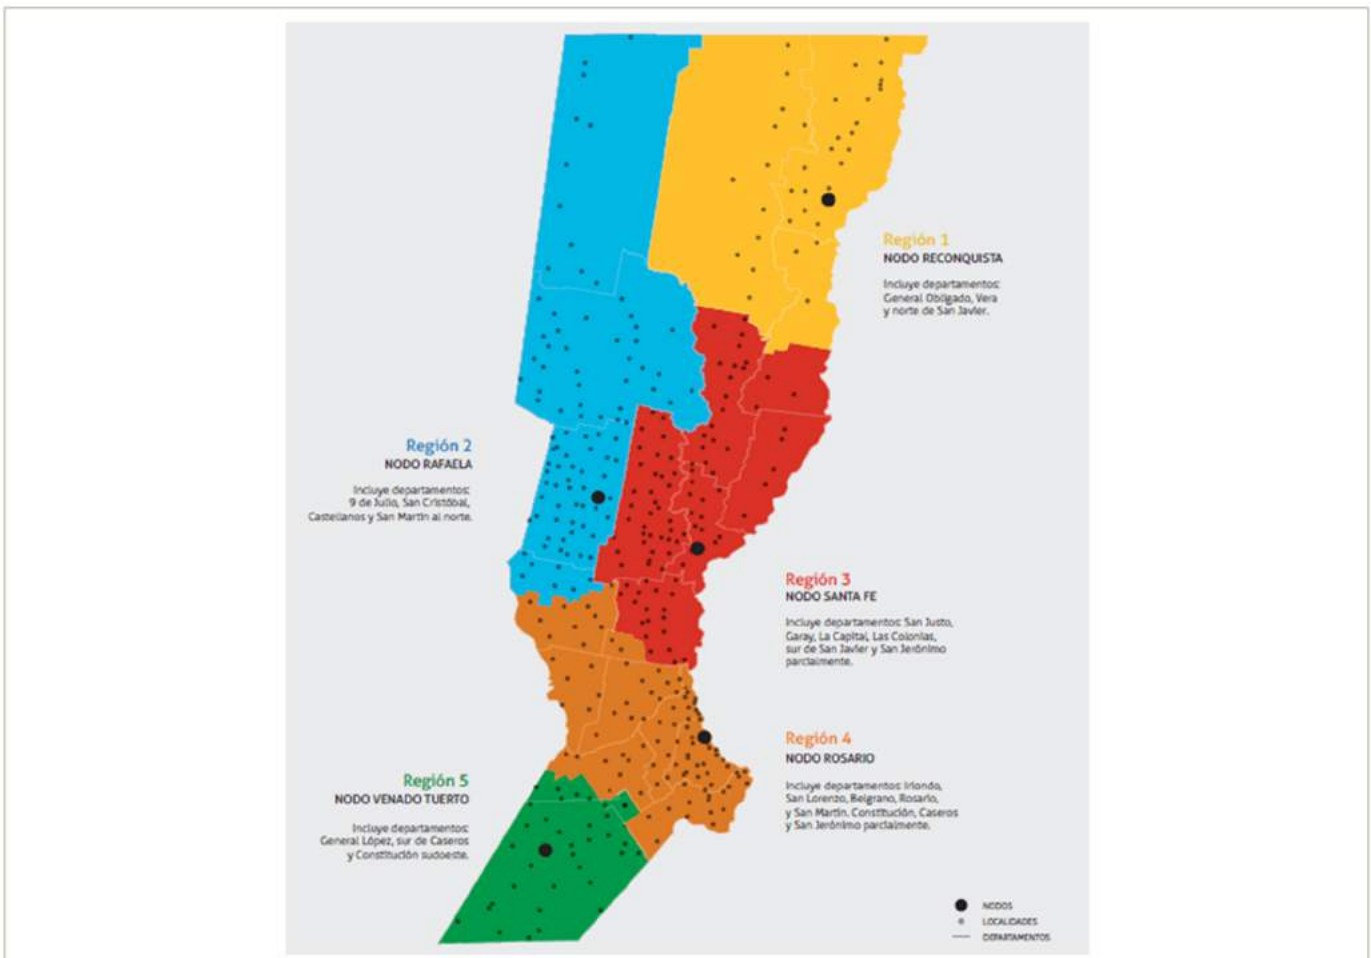 Región 1
NODO RECONQUISTA
Incluye departamentos:
General Obligado, Vera
y norte de San Javier.
Región 2
NODO RAFAELA
Incluye departamentos:
9 de Julio, San Cristóbal,
Castellanos y San Martín al norte.
Región 3
NODO SANTA FE
Incluye departamentos: San Justo,
Garay, La Capital, Las Colonias,
sur de San Javier y San Jerónimo
parcialmente.
Región 4
NODO ROSARIO
Incluye departamentos: Iriondo,
San Lorenzo, Belgrano, Rosario,
y San Martín. Constitución, Caseros
y San Jerónimo parcialmente.
Región 5
NODO VENADO TUERTO
Incluye departamentos:
General López, sur de Caseros
y Constitución sudoeste.
NODOS
LOCALIDADES
DEPARTAMENTOS